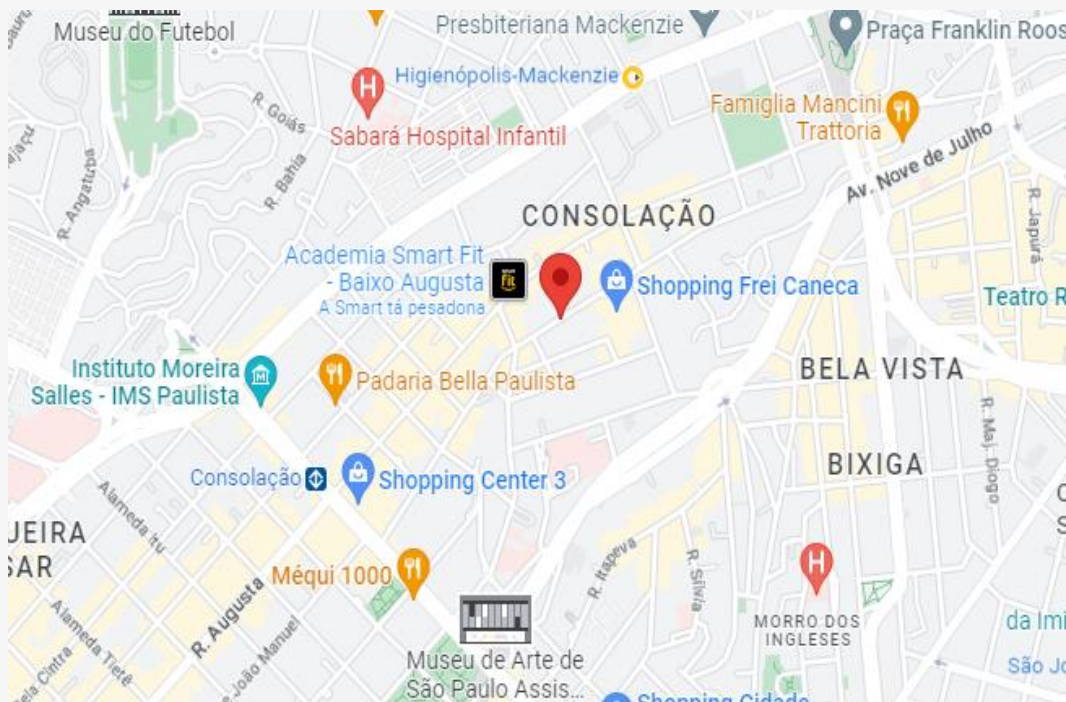 Museu do Futebol
Presbiteriana Mackenzie
Praça Franklin Roos
Higienópolis-Mackenzie
R. Goiás
Sabará Hospital Infantil
Famiglia Mancini
Trattoria
Av. Nove de Julho
R. Angatuba
R. Bahia
R. Japurá
CONSOLAÇÃO
Academia Smart Fit
- Baixo Augusta
A Smart tá pesadona
fit
Shopping Frei Caneca
Teatro R
Instituto Moreira
Salles - IMS Paulista
Padaria Bella Paulista
BELA VISTA
R. Maj. Diogo
BIXIGA
Consolação
Shopping Center 3
Alameda Itu
UEIRA
SAR
Méqui 1000
R. Itapeva
R. Sílvia
R. Augusta
Alameda Tietê
MORRO DOS
INGLESES
da Imi
João Manuel
ela Cintra
Museu de Arte de
São Paulo Assis...
São Jo
Shopping Cidade